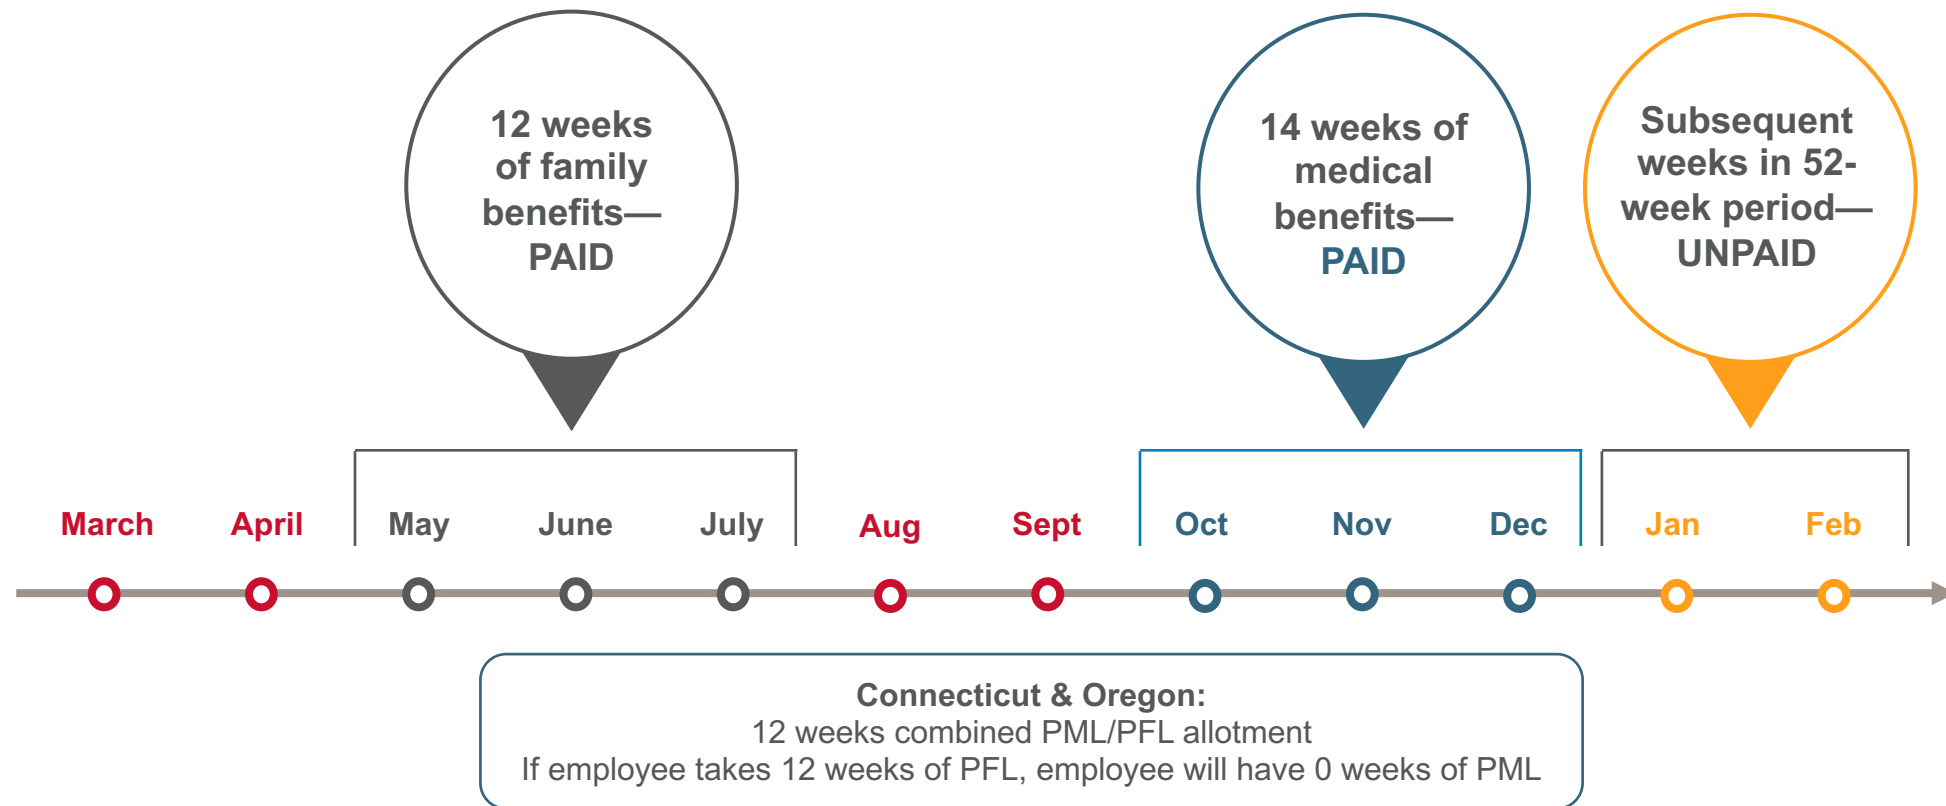 12 weeks
of family
benefits—
PAID
14 weeks of
medical
benefits—
PAID
Subsequent
weeks in 52-
week period—
UNPAID
March
April
May
June
July
Aug
Sept
Oct
Nov
Dec
Jan
Feb
Connecticut & Oregon:
12 weeks combined PML/PFL allotment
If employee takes 12 weeks of PFL, employee will have 0 weeks of PML